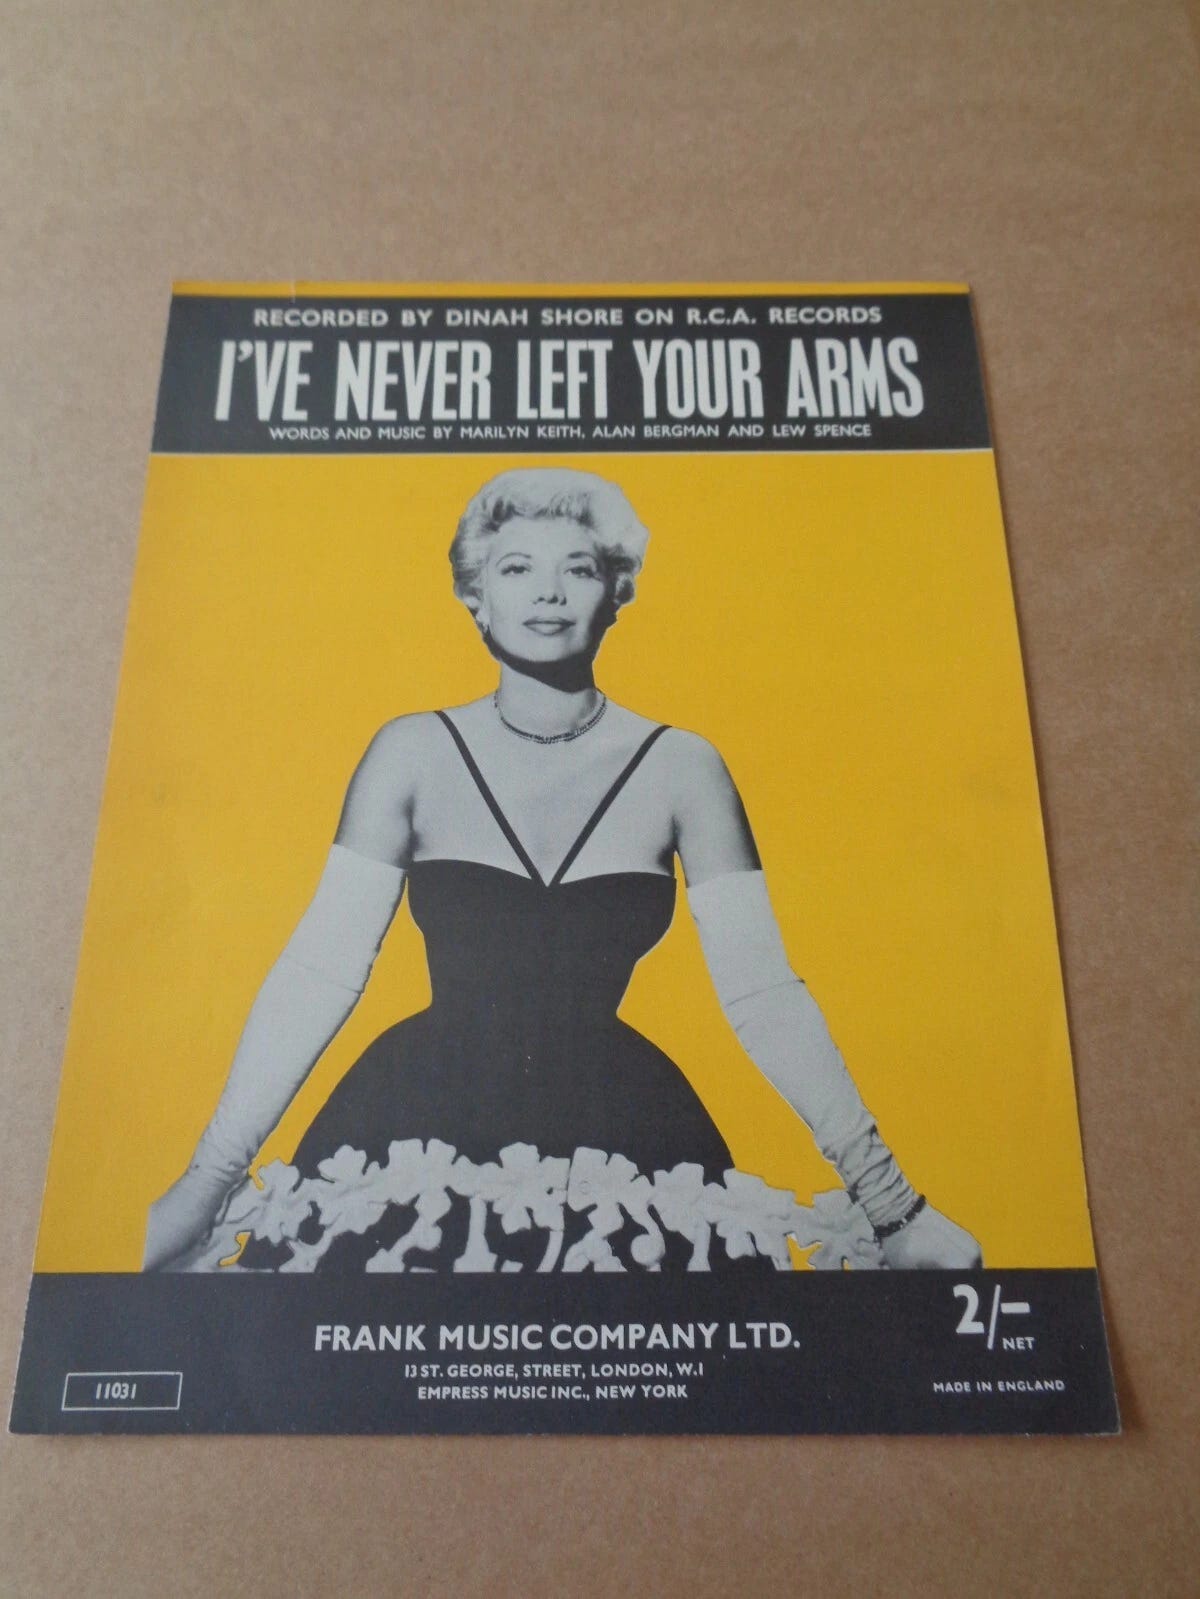 RECORDED BY DINAH SHORE ON R.C.A. RECORDS
I'VE NEVER LEFT YOUR ARMS
WORDS AND MUSIC BY MARILYN KEITH, ALAN BERGMAN AND LEW SPENCE
2/-
NET
FRANK MUSIC COMPANY LTD.
13 ST. GEORGE, STREET, LONDON, W.1
EMPRESS MUSIC INC., NEW YORK
11031
MADE IN ENGLAND